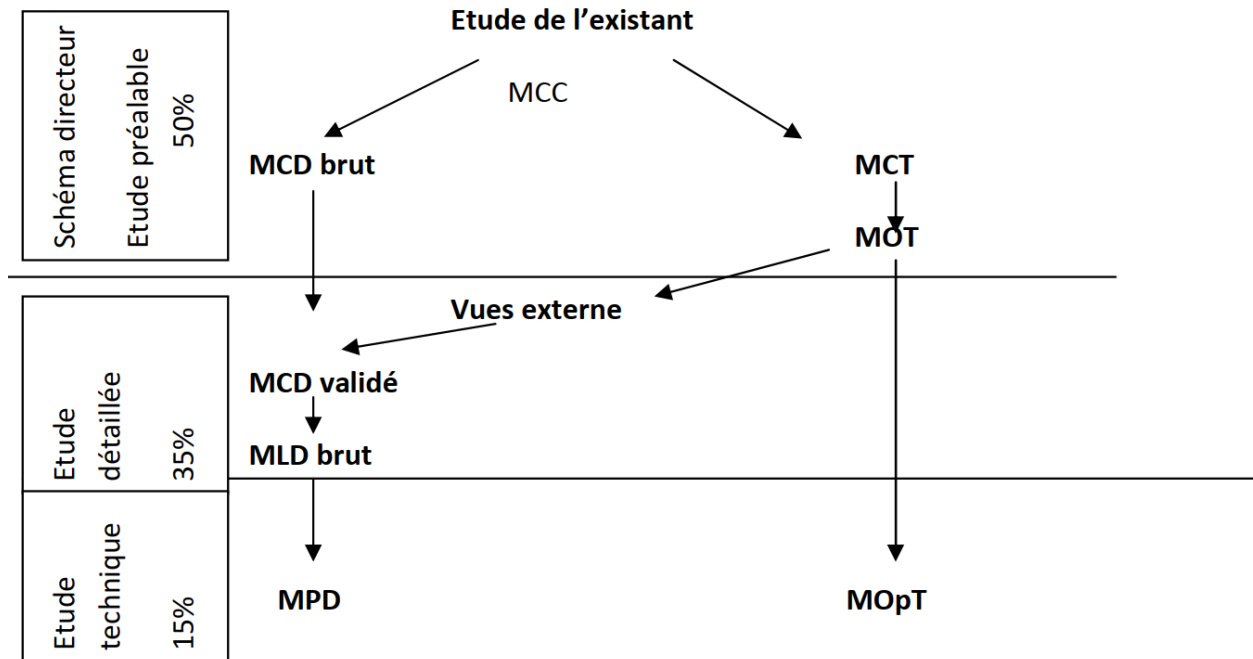 Etude de l'existant
MCC
Schéma directeur
Etude préalable
50%
MCD brut
MCT
MOT
Vues externe
Etude
détaillée
35%
MCD validé
MLD brut
Etude
technique
15%
MPD
MOpT